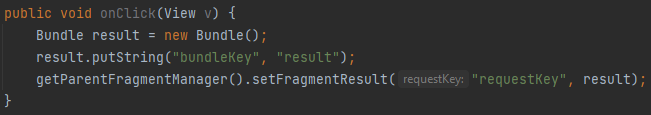 public void onClick(View v) {
Bundle result = new Bundle();
result.putString("bundleKey", "result");
getParentFragmentManager().setFragmentResult( requestKey: "requestKey", result);
}